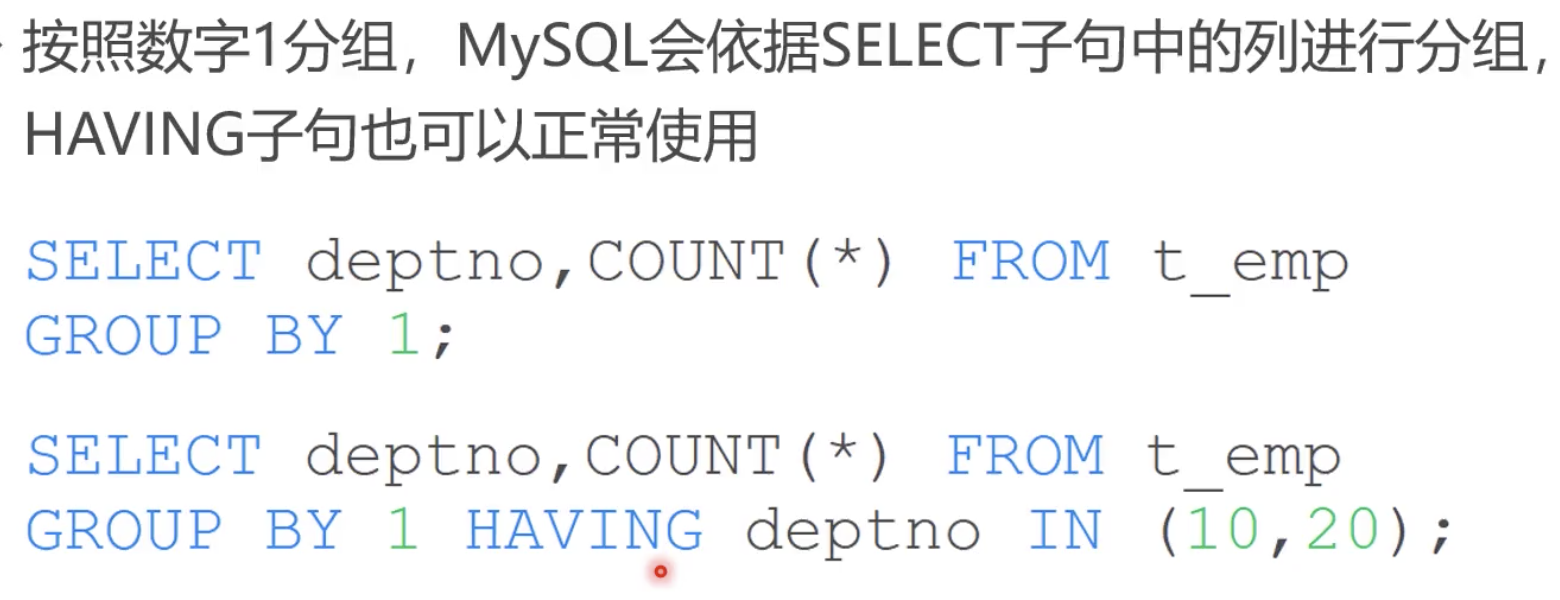 按照数字1分组，MySQL会依据SELECT子句中的列进行分组，
HAVING子句也可以正常使用
SELECT deptno,COUNT(*) FROM t_emp
GROUP BY 1;
SELECT deptno,COUNT(*) FROM t_emp
GROUP BY 1 HAVING deptno IN (10,20);